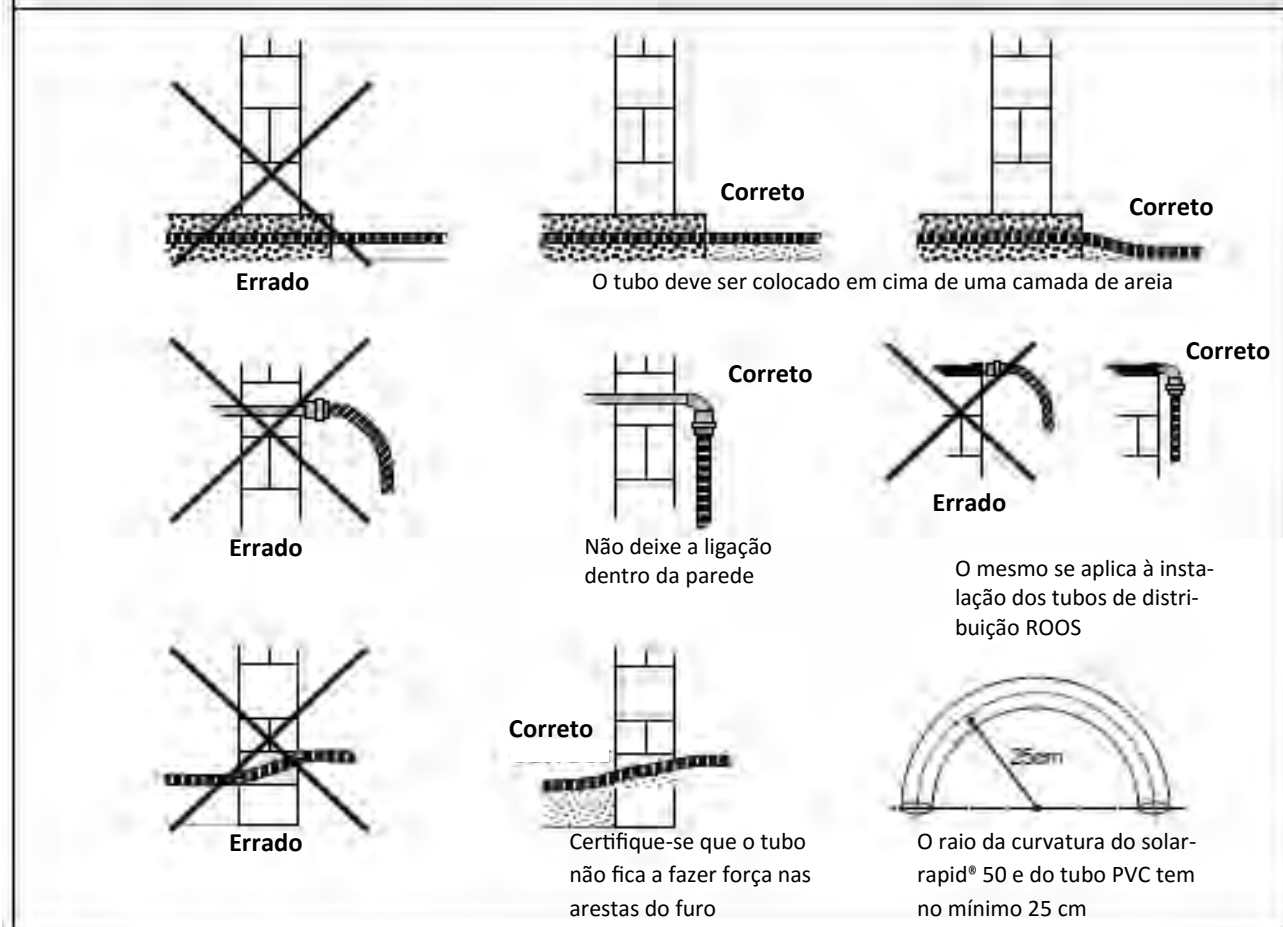 Correto
Correto
Errado
O tubo deve ser colocado em cima de uma camada de areia
Correto
Correto
Errado
Errado
Não deixe a ligação
dentro da parede
O mesmo se aplica à insta-
lação dos tubos de distri-
buição ROOS
Correto
25cm
Errado
Certifique-se que o tubo
não fica a fazer força nas
arestas do furo
O raio da curvatura do solar-
rapid® 50 e do tubo PVC tem
no mínimo 25 cm